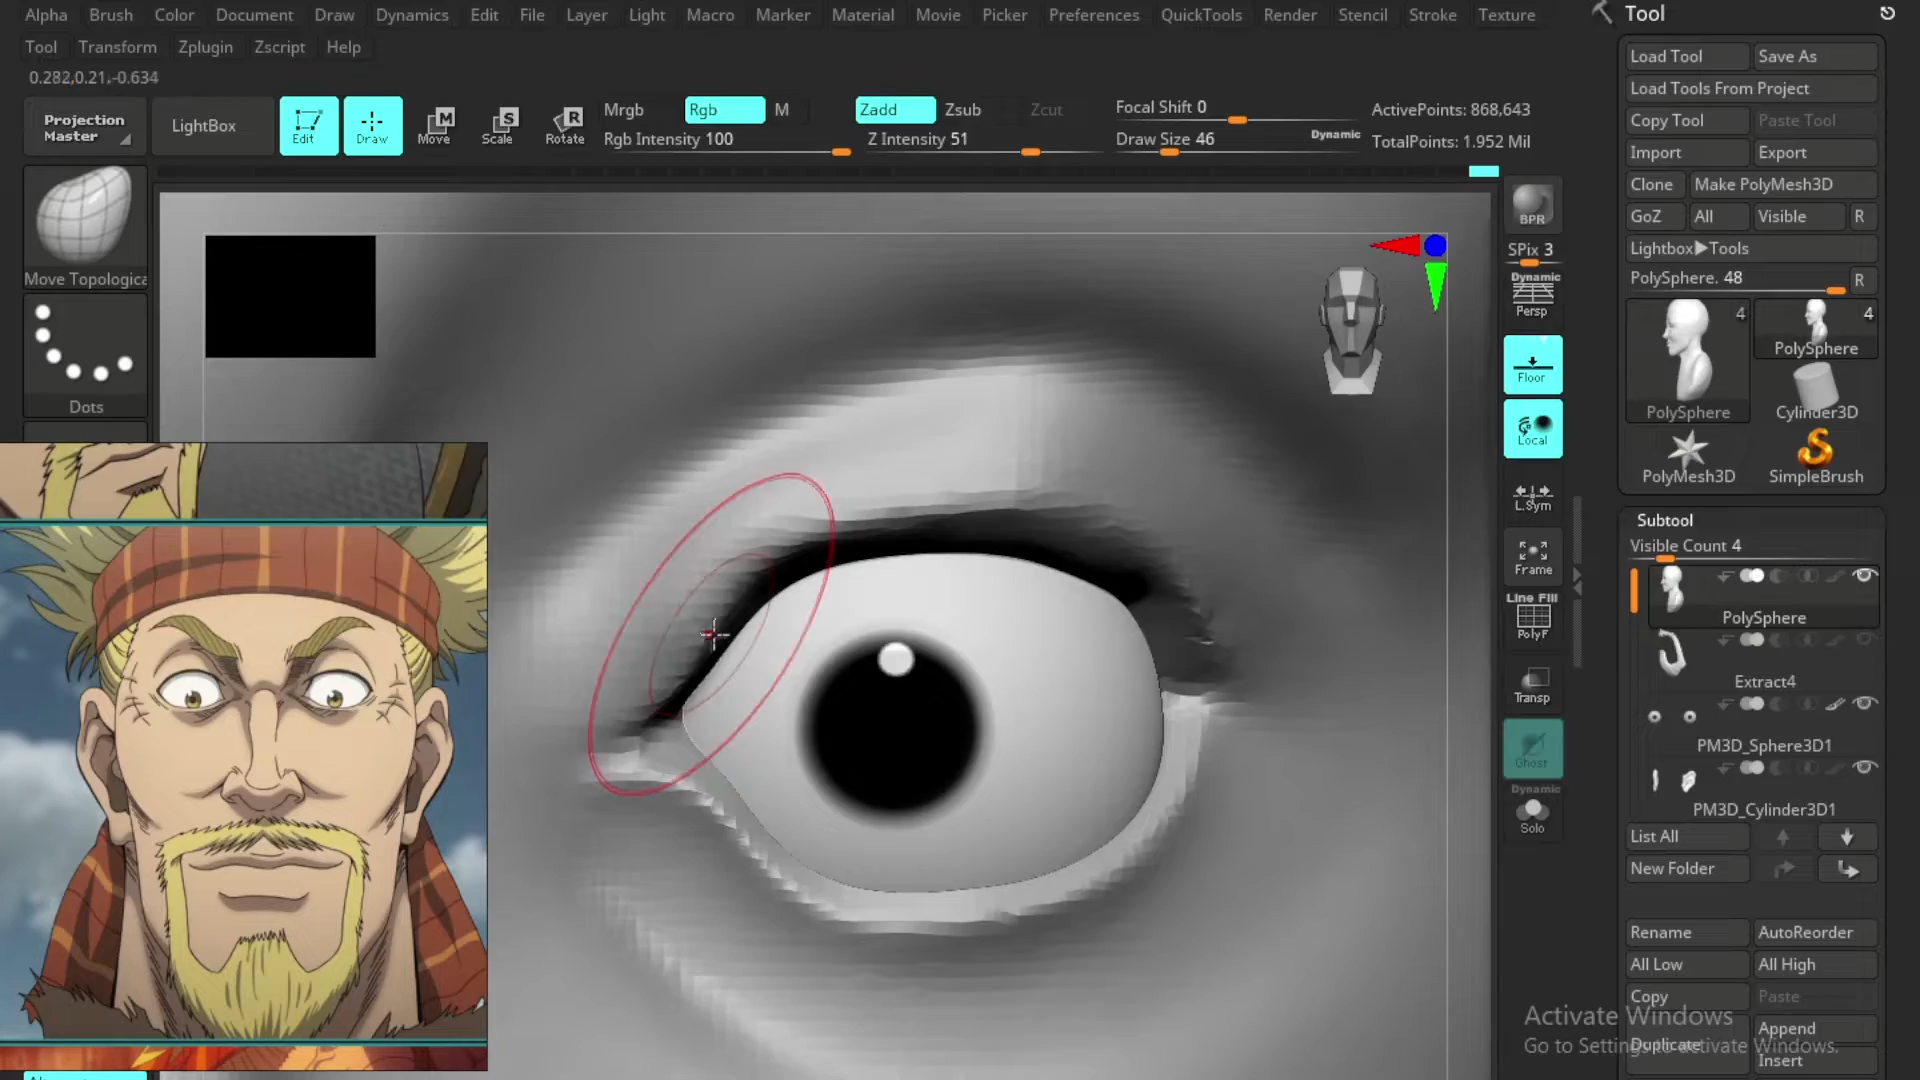 Alpha Brush Color Document Draw Dynamics Edit File Layer Light Macro Marker Material Movie Picker Preferences QuickTools Render Stencil Stroke Texture
Tool Transform Zplugin Zscript Help
0.282,0.21,-0.634
Projection Master
LightBox
Edit
Draw
Move
Scale
Rotate
Mrgb Rgb M
Rgb Intensity 100
Zadd Zsub Zcut
Z Intensity 51
Focal Shift 0
Draw Size 46 Dynamic
ActivePoints: 868,643
TotalPoints: 1.952 Mil
Move Topologica
Dots
BPR
SPix 3
Dynamic
Persp
Floor
Local
L.Sym
Frame
Line Fill
PolyF
Transp
Ghost
Dynamic
Solo
Tool
Load Tool Save As
Load Tools From Project
Copy Tool Paste Tool
Import Export
Clone Make PolyMesh3D
GoZ All Visible R
Lightbox▶Tools
PolySphere. 48 R
4 4
PolySphere
PolySphere Cylinder3D
PolyMesh3D SimpleBrush
Subtool
Visible Count 4
PolySphere
Extract4
PM3D_Sphere3D1
PM3D_Cylinder3D1
List All
New Folder
Rename AutoReorder
All Low All High
Copy Paste
Duplicate Append
Insert
Activate Windows
Go to Settings to activate Windows.